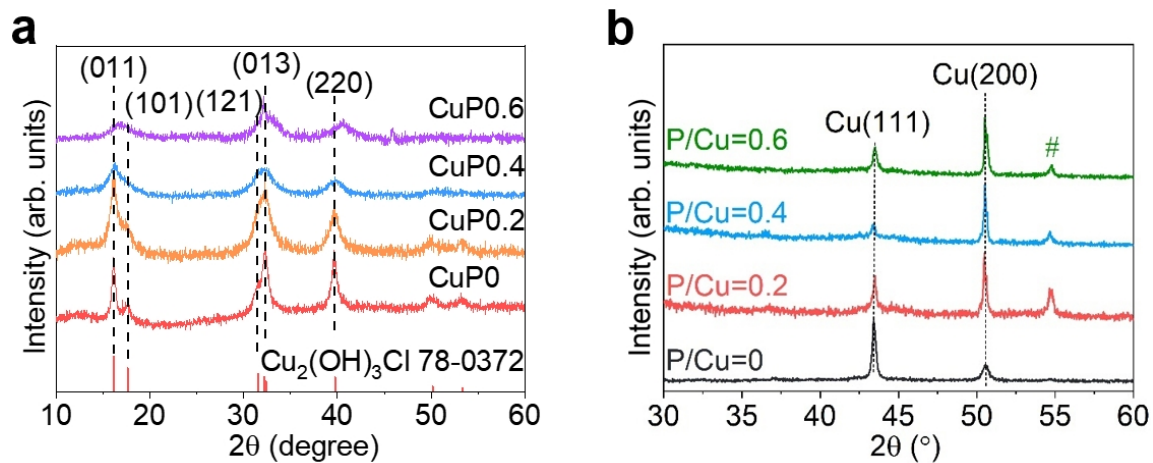 a
(011)
(013)
(101)
(121)
(220)
CuP0.6
CuP0.4
CuP0.2
CuP0
Cu₂(OH)₃Cl 78-0372
Intensity (arb. units)
10 20 30 40 50 60
2θ (degree)
b
Cu(200)
Cu(111)
P/Cu=0.6
#
P/Cu=0.4
P/Cu=0.2
P/Cu=0
Intensity (arb. units)
30 35 40 45 50 55 60
2θ (°)